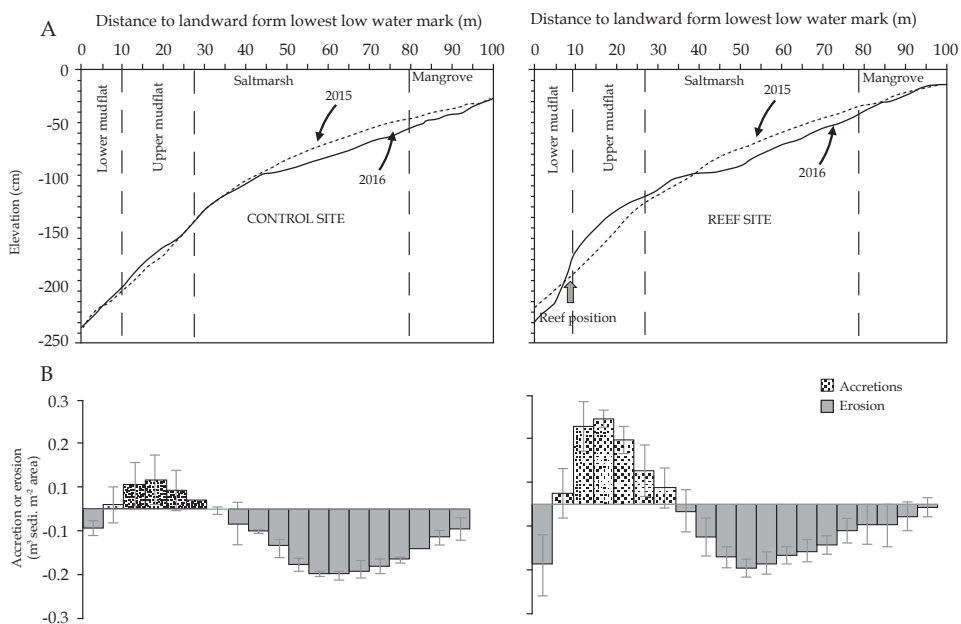 A
Distance to landward form lowest low water mark (m)
0 10 20 30 40 50 60 70 80 90 100
0
-50
-100
-150
-200
-250
Elevation (cm)
Lower mudflat
Upper mudflat
Saltmarsh
Mangrove
2015
2016
CONTROL SITE
Distance to landward form lowest low water mark (m)
0 10 20 30 40 50 60 70 80 90 100
Lower mudflat
Upper mudflat
Saltmarsh
Mangrove
2015
2016
REEF SITE
Reef position
B
0.3
0.2
0.1
-0.1
-0.2
-0.3
Accretion or erosion
(m³ sedi. m⁻² area)
Accretions
Erosion